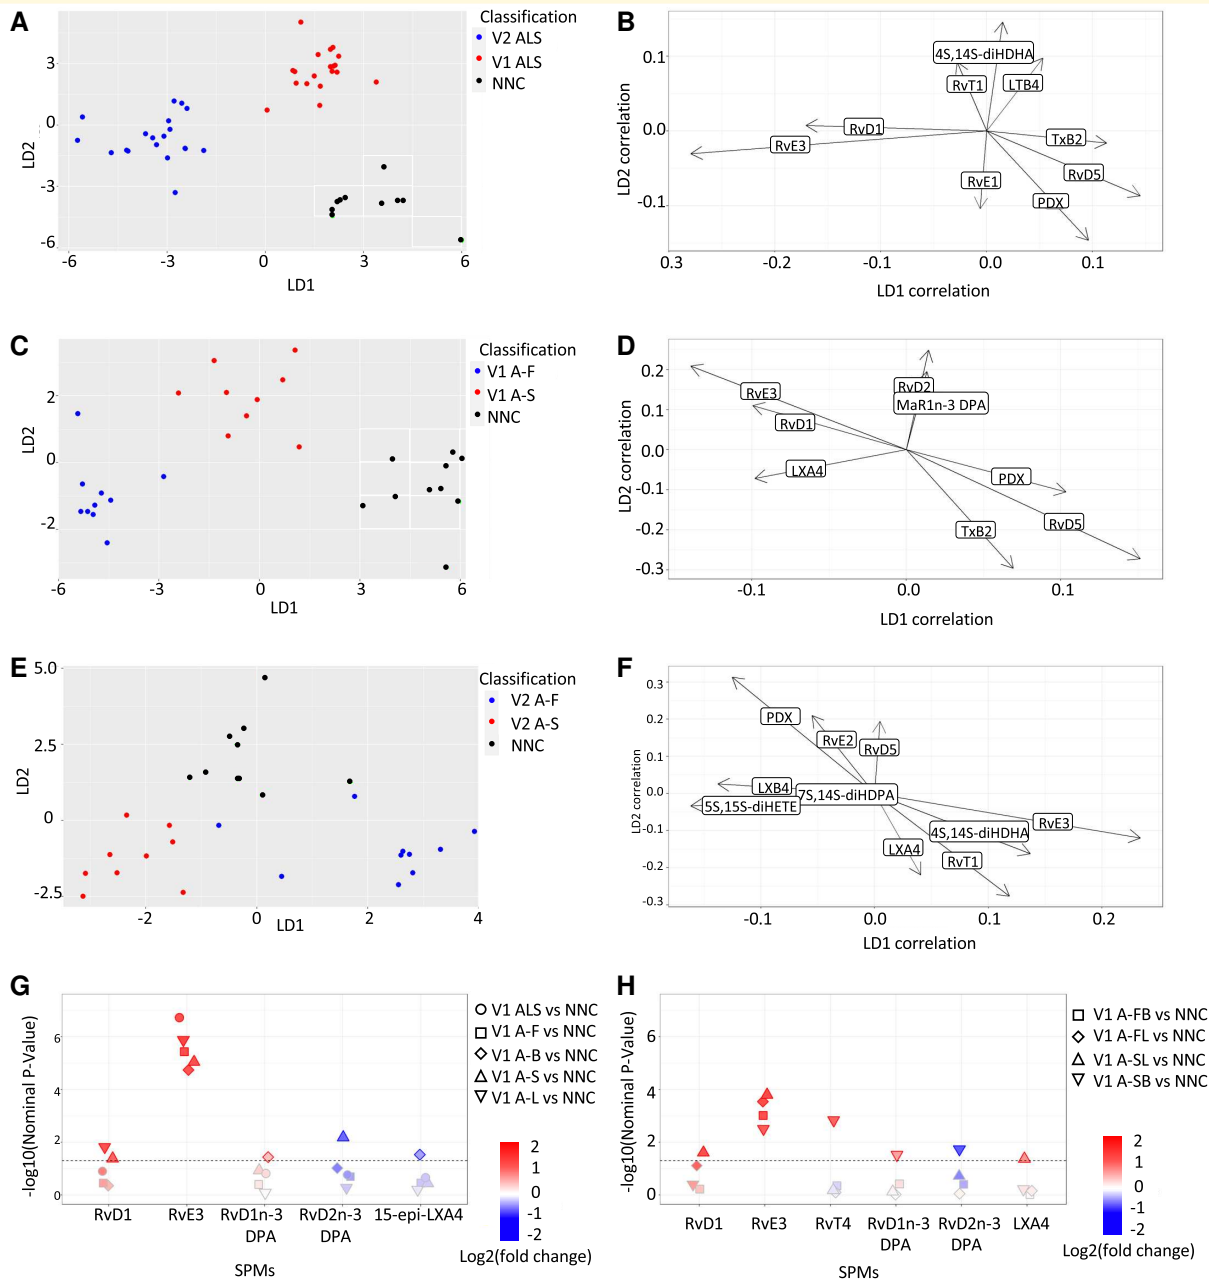 A
Classification
V2 ALS
V1 ALS
NNC
3
0
-3
-6
LD2
-6
-3
0
3
6
LD1
B
0.1
0.0
-0.1
LD2 correlation
4S,14S-diHDHA
RvT1
LTB4
RvD1
RvE3
TxB2
RvD5
RvE1
PDX
0.3
-0.2
-0.1
0.0
0.1
LD1 correlation
C
Classification
V1 A-F
V1 A-S
NNC
2
0
-2
LD2
-6
-3
0
3
6
LD1
D
0.2
0.1
0.0
-0.1
-0.2
-0.3
LD2 correlation
RvE3
RvD2
MaR1n-3 DPA
RvD1
LXA4
PDX
RvD5
TxB2
-0.1
0.0
0.1
LD1 correlation
E
Classification
V2 A-F
V2 A-S
NNC
5.0
2.5
0
-2.5
LD2
-2
0
2
4
LD1
F
0.3
0.2
0.1
0.0
-0.1
-0.2
-0.3
LD2 correlation
PDX
RvE2
RvD5
LXB4
7S,14S-diHDPA
5S,15S-diHETE
RvE3
4S,14S-diHDHA
LXA4
RvT1
-0.1
0.0
0.1
0.2
LD1 correlation
G
6
4
2
0
-log10(Nominal P-Value)
RvD1
RvE3
RvD1n-3 DPA
RvD2n-3 DPA
15-epi-LXA4
SPMs
V1 ALS vs NNC
V1 A-F vs NNC
V1 A-B vs NNC
V1 A-S vs NNC
V1 A-L vs NNC
2
1
0
-1
-2
Log2(fold change)
H
6
4
2
0
-log10(Nominal P-Value)
RvD1
RvE3
RvT4
RvD1n-3 DPA
RvD2n-3 DPA
LXA4
SPMs
V1 A-FB vs NNC
V1 A-FL vs NNC
V1 A-SL vs NNC
V1 A-SB vs NNC
2
1
0
-1
-2
Log2(fold change)